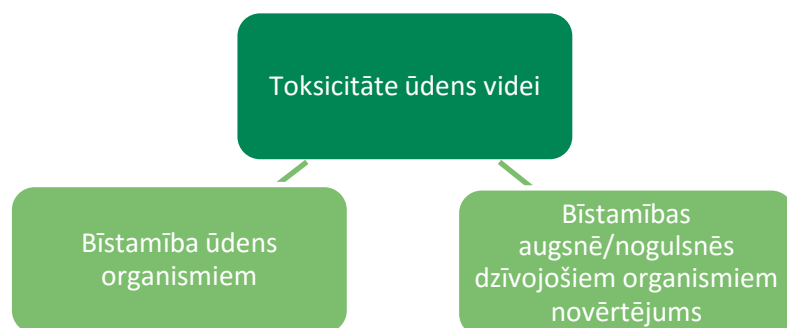 Toksicitāte ūdens videi
Bīstamība ūdens
organismiem
Bīstamības
augsnē/nogulsnēs
dzīvojošiem organismiem
novērtējums